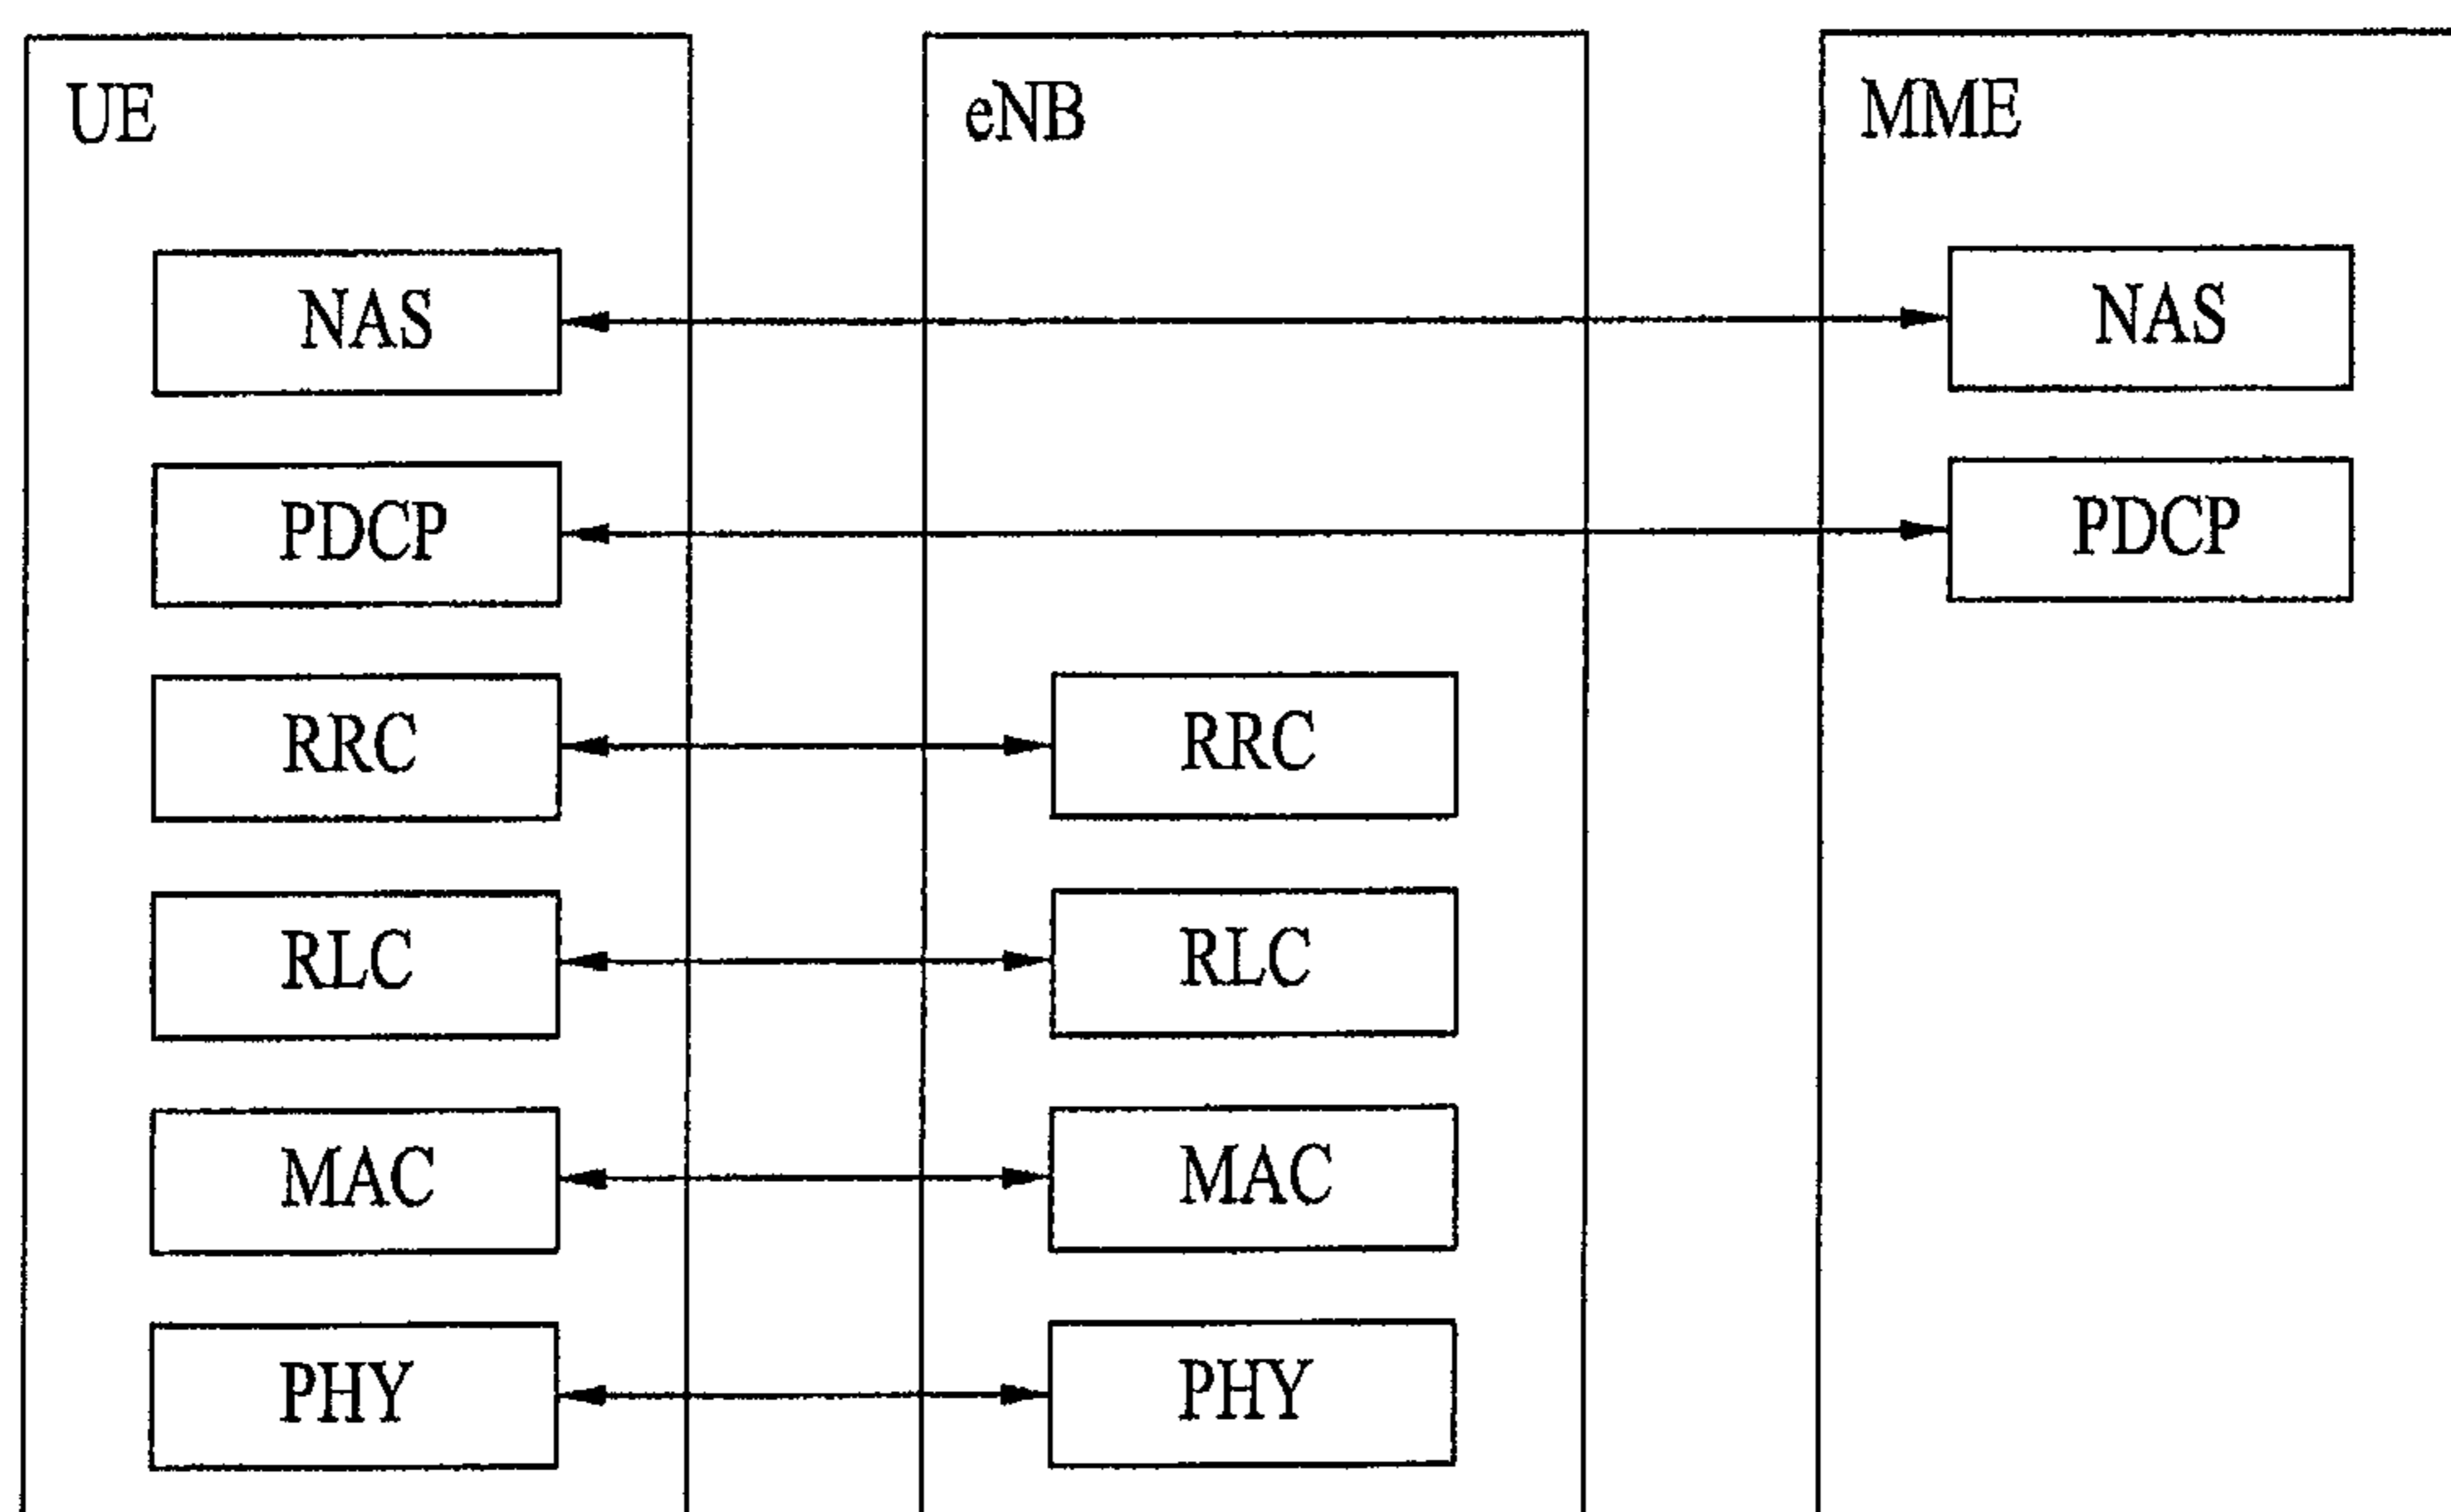 UE
eNB
MME
NAS
NAS
PDCP
PDCP
RRC
RRC
RLC
RLC
MAC
MAC
PHY
PHY